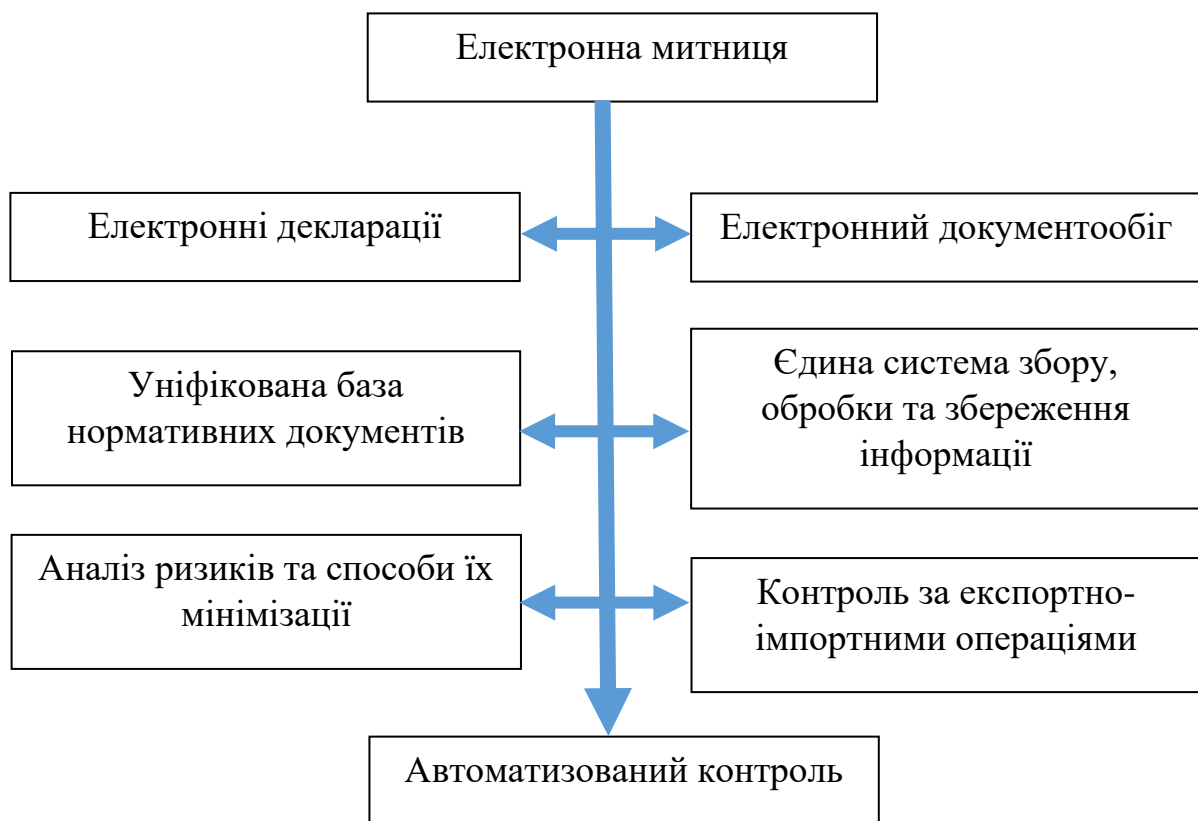 Електронна митниця
Електронні декларації
Електронний документообіг
Уніфікована база
нормативних документів
Єдина система збору,
обробки та збереження
інформації
Аналіз ризиків та способи їх
мінімізації
Контроль за експортно-
імпортними операціями
Автоматизований контроль